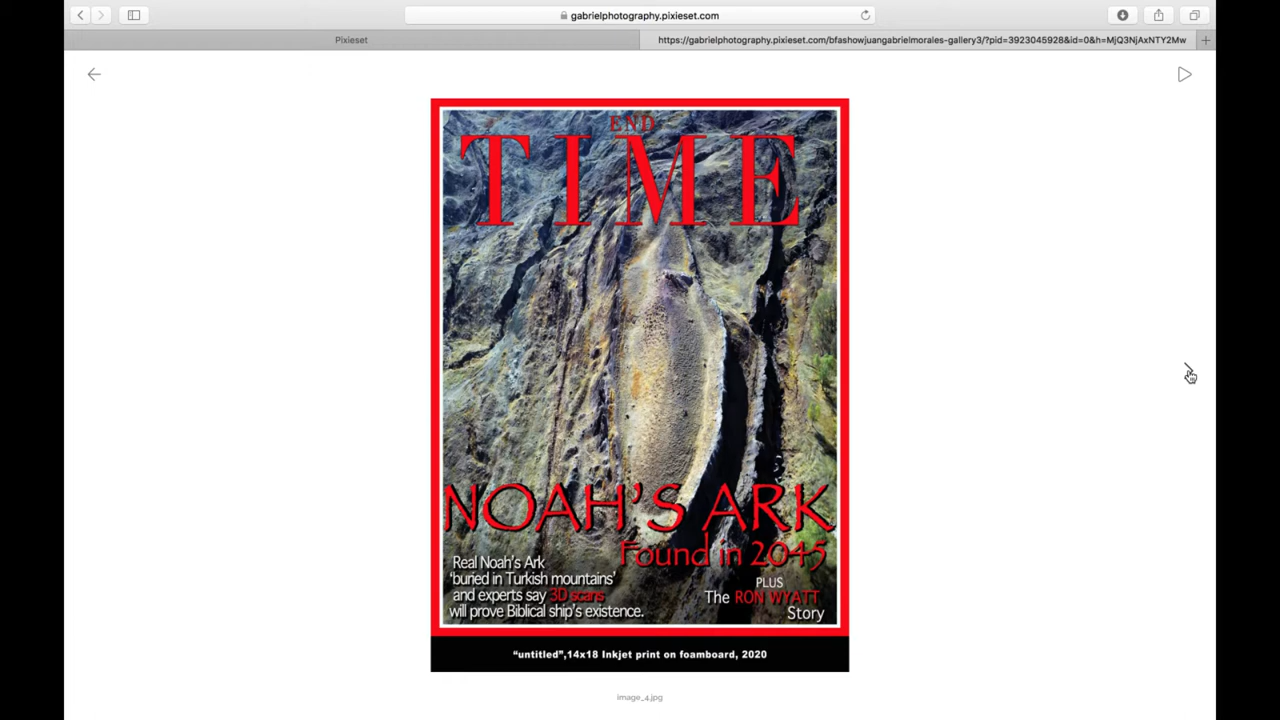 gabrielphotography.pixieset.com
Pixieset
https://gabrielphotography.pixieset.com/bfashowjuangabrielmorales-gallery3/?pid=3923045928&id=0&h=MjQ3NjAxNTY2Mw
END
TIME
NOAH'S ARK
Found in 2045
Real Noah's Ark
'buried in Turkish mountains'
and experts say 3D scans
will prove Biblical ship's existence.
PLUS
The RON WYATT
Story
"untitled",14x18 Inkjet print on foamboard, 2020
image_4.jpg